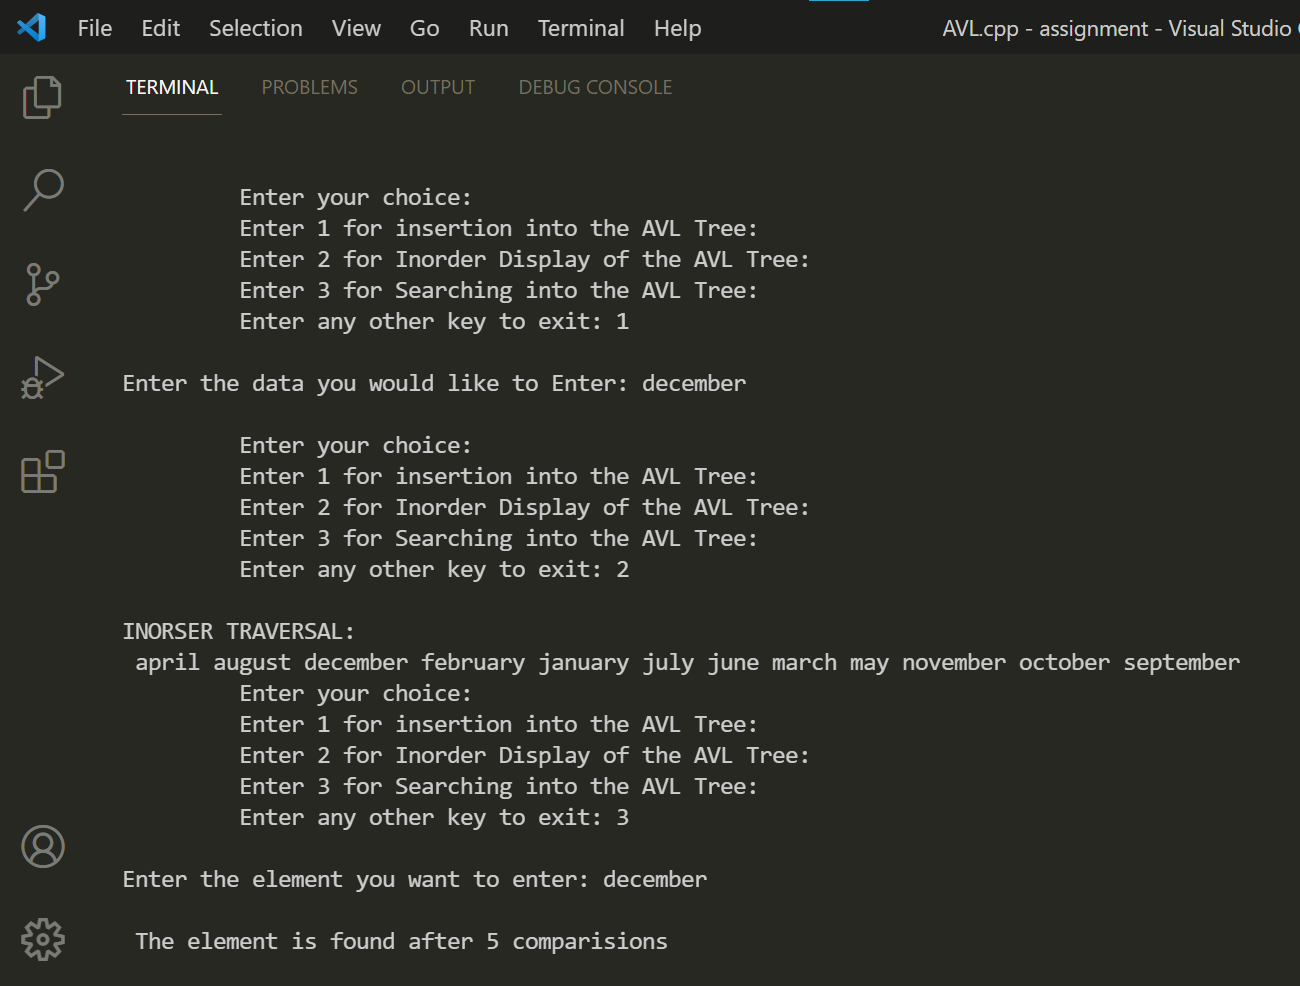 File Edit Selection View Go Run Terminal Help AVL.cpp - assignment - Visual Studio
TERMINAL PROBLEMS OUTPUT DEBUG CONSOLE
Enter your choice:
Enter 1 for insertion into the AVL Tree:
Enter 2 for Inorder Display of the AVL Tree:
Enter 3 for Searching into the AVL Tree:
Enter any other key to exit: 1
Enter the data you would like to Enter: december
Enter your choice:
Enter 1 for insertion into the AVL Tree:
Enter 2 for Inorder Display of the AVL Tree:
Enter 3 for Searching into the AVL Tree:
Enter any other key to exit: 2
INORSER TRAVERSAL:
april august december february january july june march may november october september
Enter your choice:
Enter 1 for insertion into the AVL Tree:
Enter 2 for Inorder Display of the AVL Tree:
Enter 3 for Searching into the AVL Tree:
Enter any other key to exit: 3
Enter the element you want to enter: december
The element is found after 5 comparisions